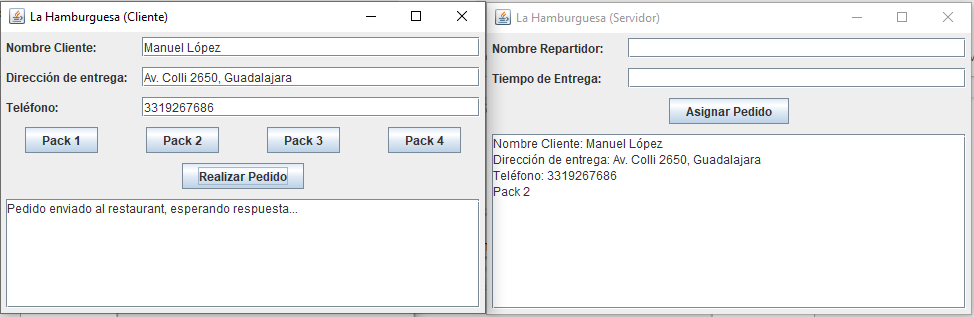 La Hamburguesa (Cliente)
Nombre Cliente: Manuel López
Dirección de entrega: Av. Colli 2650, Guadalajara
Teléfono: 3319267686
Pack 1 Pack 2 Pack 3 Pack 4
Realizar Pedido
Pedido enviado al restaurant, esperando respuesta...
La Hamburguesa (Servidor)
Nombre Repartidor:
Tiempo de Entrega:
Asignar Pedido
Nombre Cliente: Manuel López
Dirección de entrega: Av. Colli 2650, Guadalajara
Teléfono: 3319267686
Pack 2